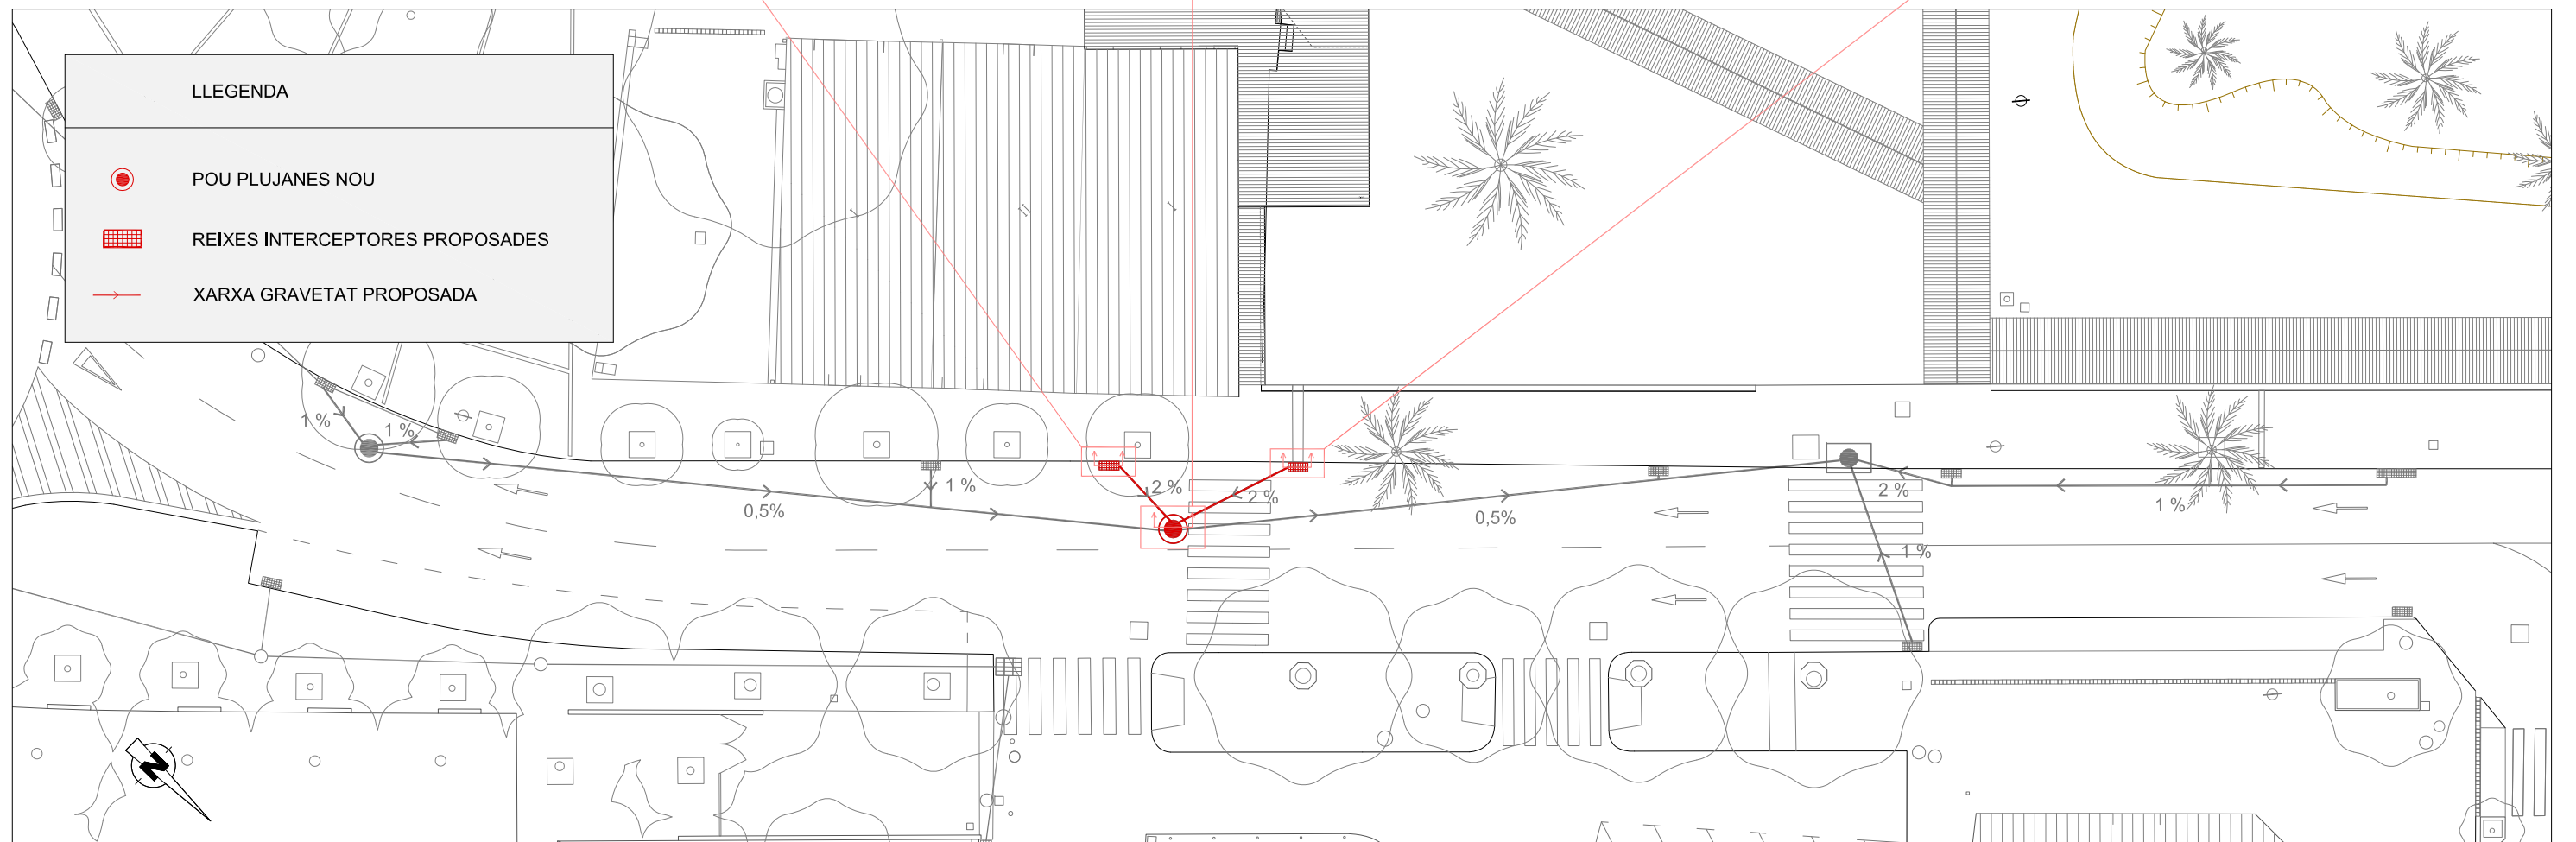 LLEGENDA
POU PLUJANES NOU
REIXES INTERCEPTORES PROPOSADES
XARXA GRAVETAT PROPOSADA
1 %
1 %
0,5%
1 %
2 %
2 %
0,5%
2 %
1 %
1 %
N